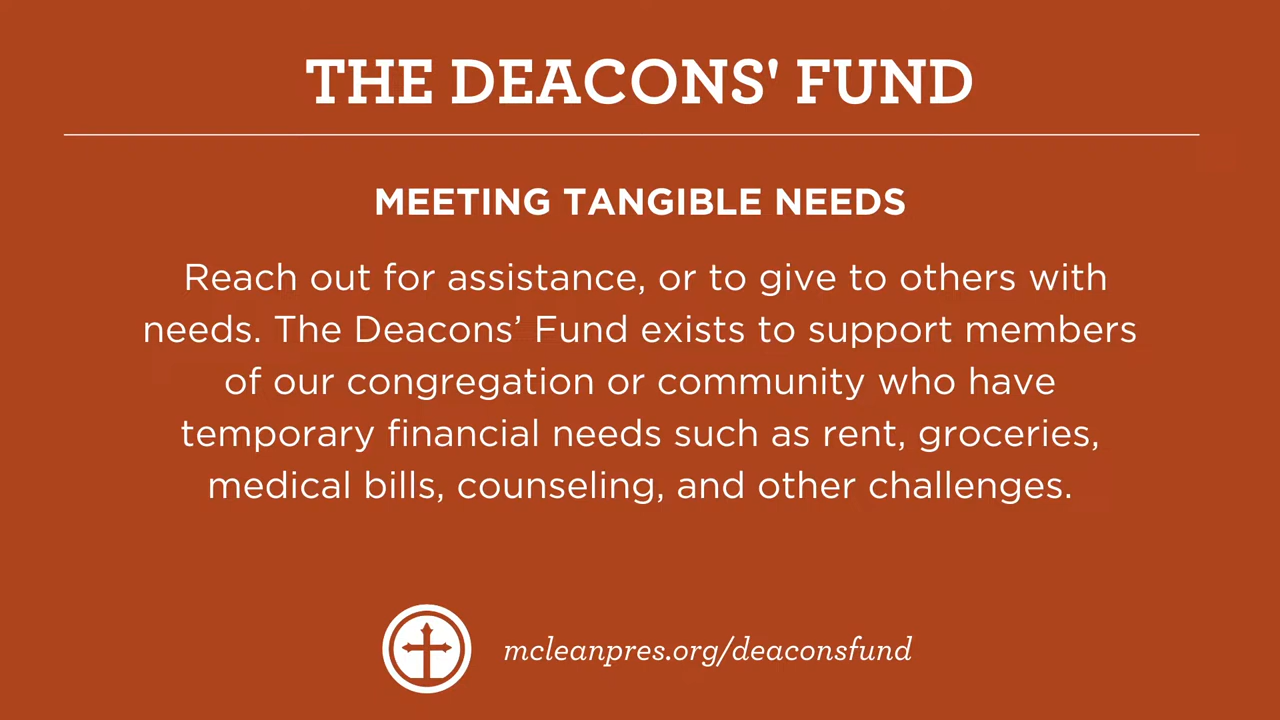 THE DEACONS' FUND
MEETING TANGIBLE NEEDS
Reach out for assistance, or to give to others with
needs. The Deacons’ Fund exists to support members
of our congregation or community who have
temporary financial needs such as rent, groceries,
medical bills, counseling, and other challenges.
mcleanpres.org/deaconsfund